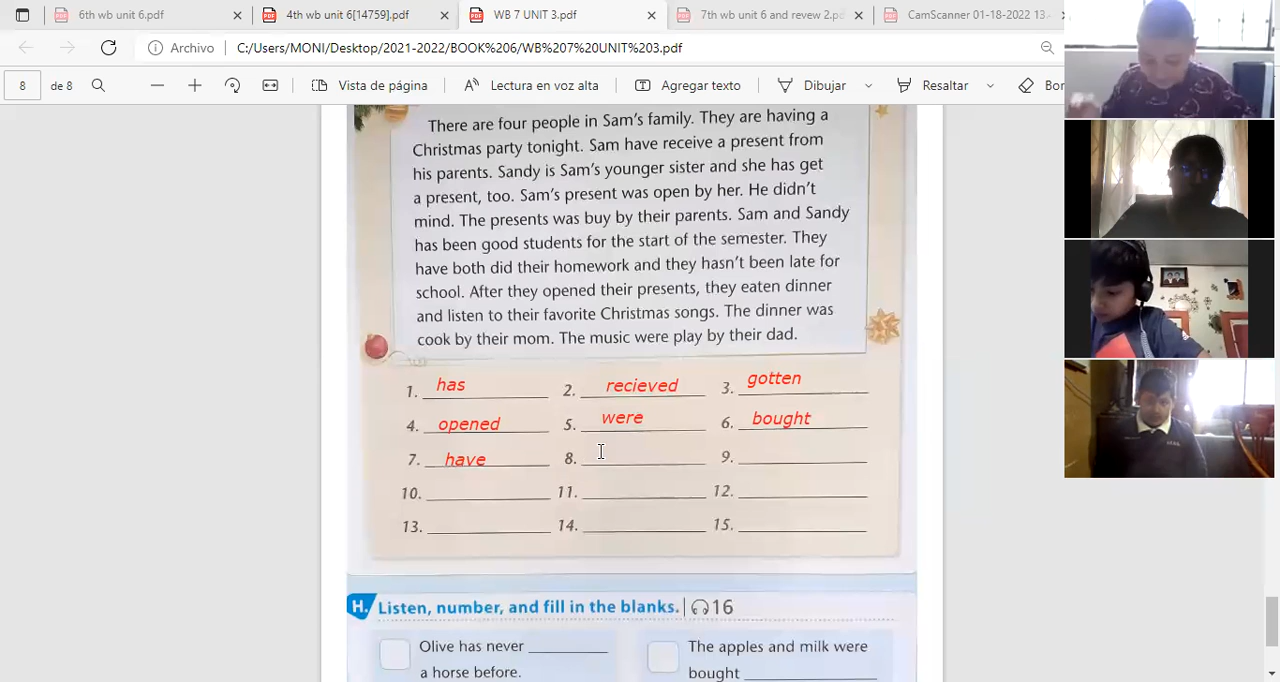 6th wb unit 6.pdf
4th wb unit 6[14759].pdf
WB 7 UNIT 3.pdf
7th wb unit 6 and revew 2.p
CamScanner 01-18-2022 13
Archivo
C:/Users/MONI/Desktop/2021-2022/BOOK%206/WB%207%20UNIT%203.pdf
8 de 8
Vista de página
Lectura en voz alta
Agregar texto
Dibujar
Resaltar
Bor
There are four people in Sam's family. They are having a
Christmas party tonight. Sam have receive a present from
his parents. Sandy is Sam's younger sister and she has get
a present, too. Sam's present was open by her. He didn't
mind. The presents was buy by their parents. Sam and Sandy
has been good students for the start of the semester. They
have both did their homework and they hasn't been late for
school. After they opened their presents, they eaten dinner
and listen to their favorite Christmas songs. The dinner was
cook by their mom. The music were play by their dad.
1. has 2. recieved 3. gotten
4. opened 5. were 6. bought
7. have 8. 9.
10. 11. 12.
13. 14. 15.
H. Listen, number, and fill in the blanks. 16
Olive has never
a horse before.
The apples and milk were
bought